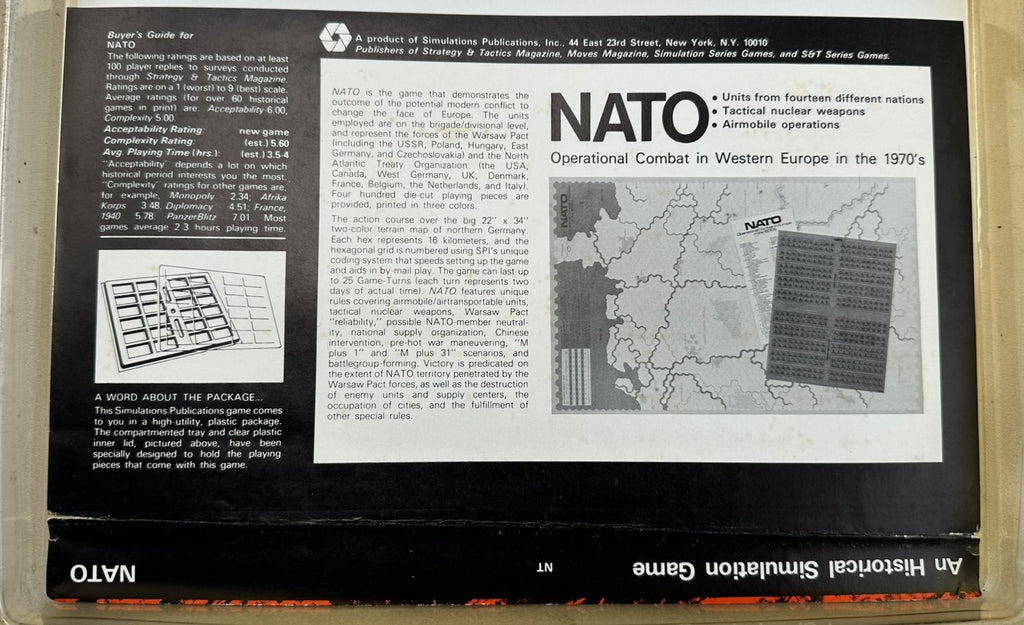 Buyer's Guide for
NATO
The following ratings are based on at least
100 player replies to surveys conducted
through Strategy & Tactics Magazine.
Ratings are on a 1 (worst) to 9 (best) scale.
Average ratings (for over 60 historical
games in print) are: Acceptability 6.00,
Complexity 5.00.
Acceptability Rating: new game
Complexity Rating: (est.) 5.60
Avg. Playing Time (hrs.): (est.) 3.5-4
"Acceptability" depends a lot on which
historical period interests you the most.
"Complexity" ratings for other games are,
for example, Monopoly 2.34; Afrika
Korps 3.48; Diplomacy 4.51; France,
1940 5.78; PanzerBlitz 7.01. Most
games average 2-3 hours playing time.
A WORD ABOUT THE PACKAGE...
This Simulations Publications game comes
to you in a high-utility, plastic package.
The compartmented tray and clear plastic
inner lid, pictured above, have been
specially designed to hold the playing
pieces that come with this game.
A product of Simulations Publications, Inc., 44 East 23rd Street, New York, N.Y. 10010
Publishers of Strategy & Tactics Magazine, Moves Magazine, Simulation Series Games, and S&T Series Games.
NATO is the game that demonstrates the
outcome of the potential modern conflict to
change the face of Europe. The units
employed are on the brigade/divisional level,
and represent the forces of the Warsaw Pact
(including the USSR, Poland, Hungary, East
Germany, and Czechoslovakia) and the North
Atlantic Treaty Organization (the USA,
Canada, West Germany, UK, Denmark,
France, Belgium, the Netherlands, and Italy).
Four hundred die-cut playing pieces are
provided, printed in three colors.
The action course over the big 22" x 34"
two-color terrain map of northern Germany.
Each hex represents 16 kilometers, and the
hexagonal grid is numbered using SPI's unique
coding system that speeds setting up the game
and aids in by-mail play. The game can last up
to 25 Game-Turns (each turn represents two
days of actual time). NATO features unique
rules covering airmobile/airtransportable units,
tactical nuclear weapons, Warsaw Pact
"reliability," possible NATO-member neutral-
ity, national supply organization, Chinese
intervention, pre-hot war maneuvering, "M
plus 1" and "M plus 31" scenarios, and
battlegroup-forming. Victory is predicated on
the extent of NATO territory penetrated by the
Warsaw Pact forces, as well as the destruction
of enemy units and supply centers, the
occupation of cities, and the fulfillment of
other special rules.
NATO
• Units from fourteen different nations
• Tactical nuclear weapons
• Airmobile operations
Operational Combat in Western Europe in the 1970's
NATO
NATO
An Historical Simulation Game
NT
NATO